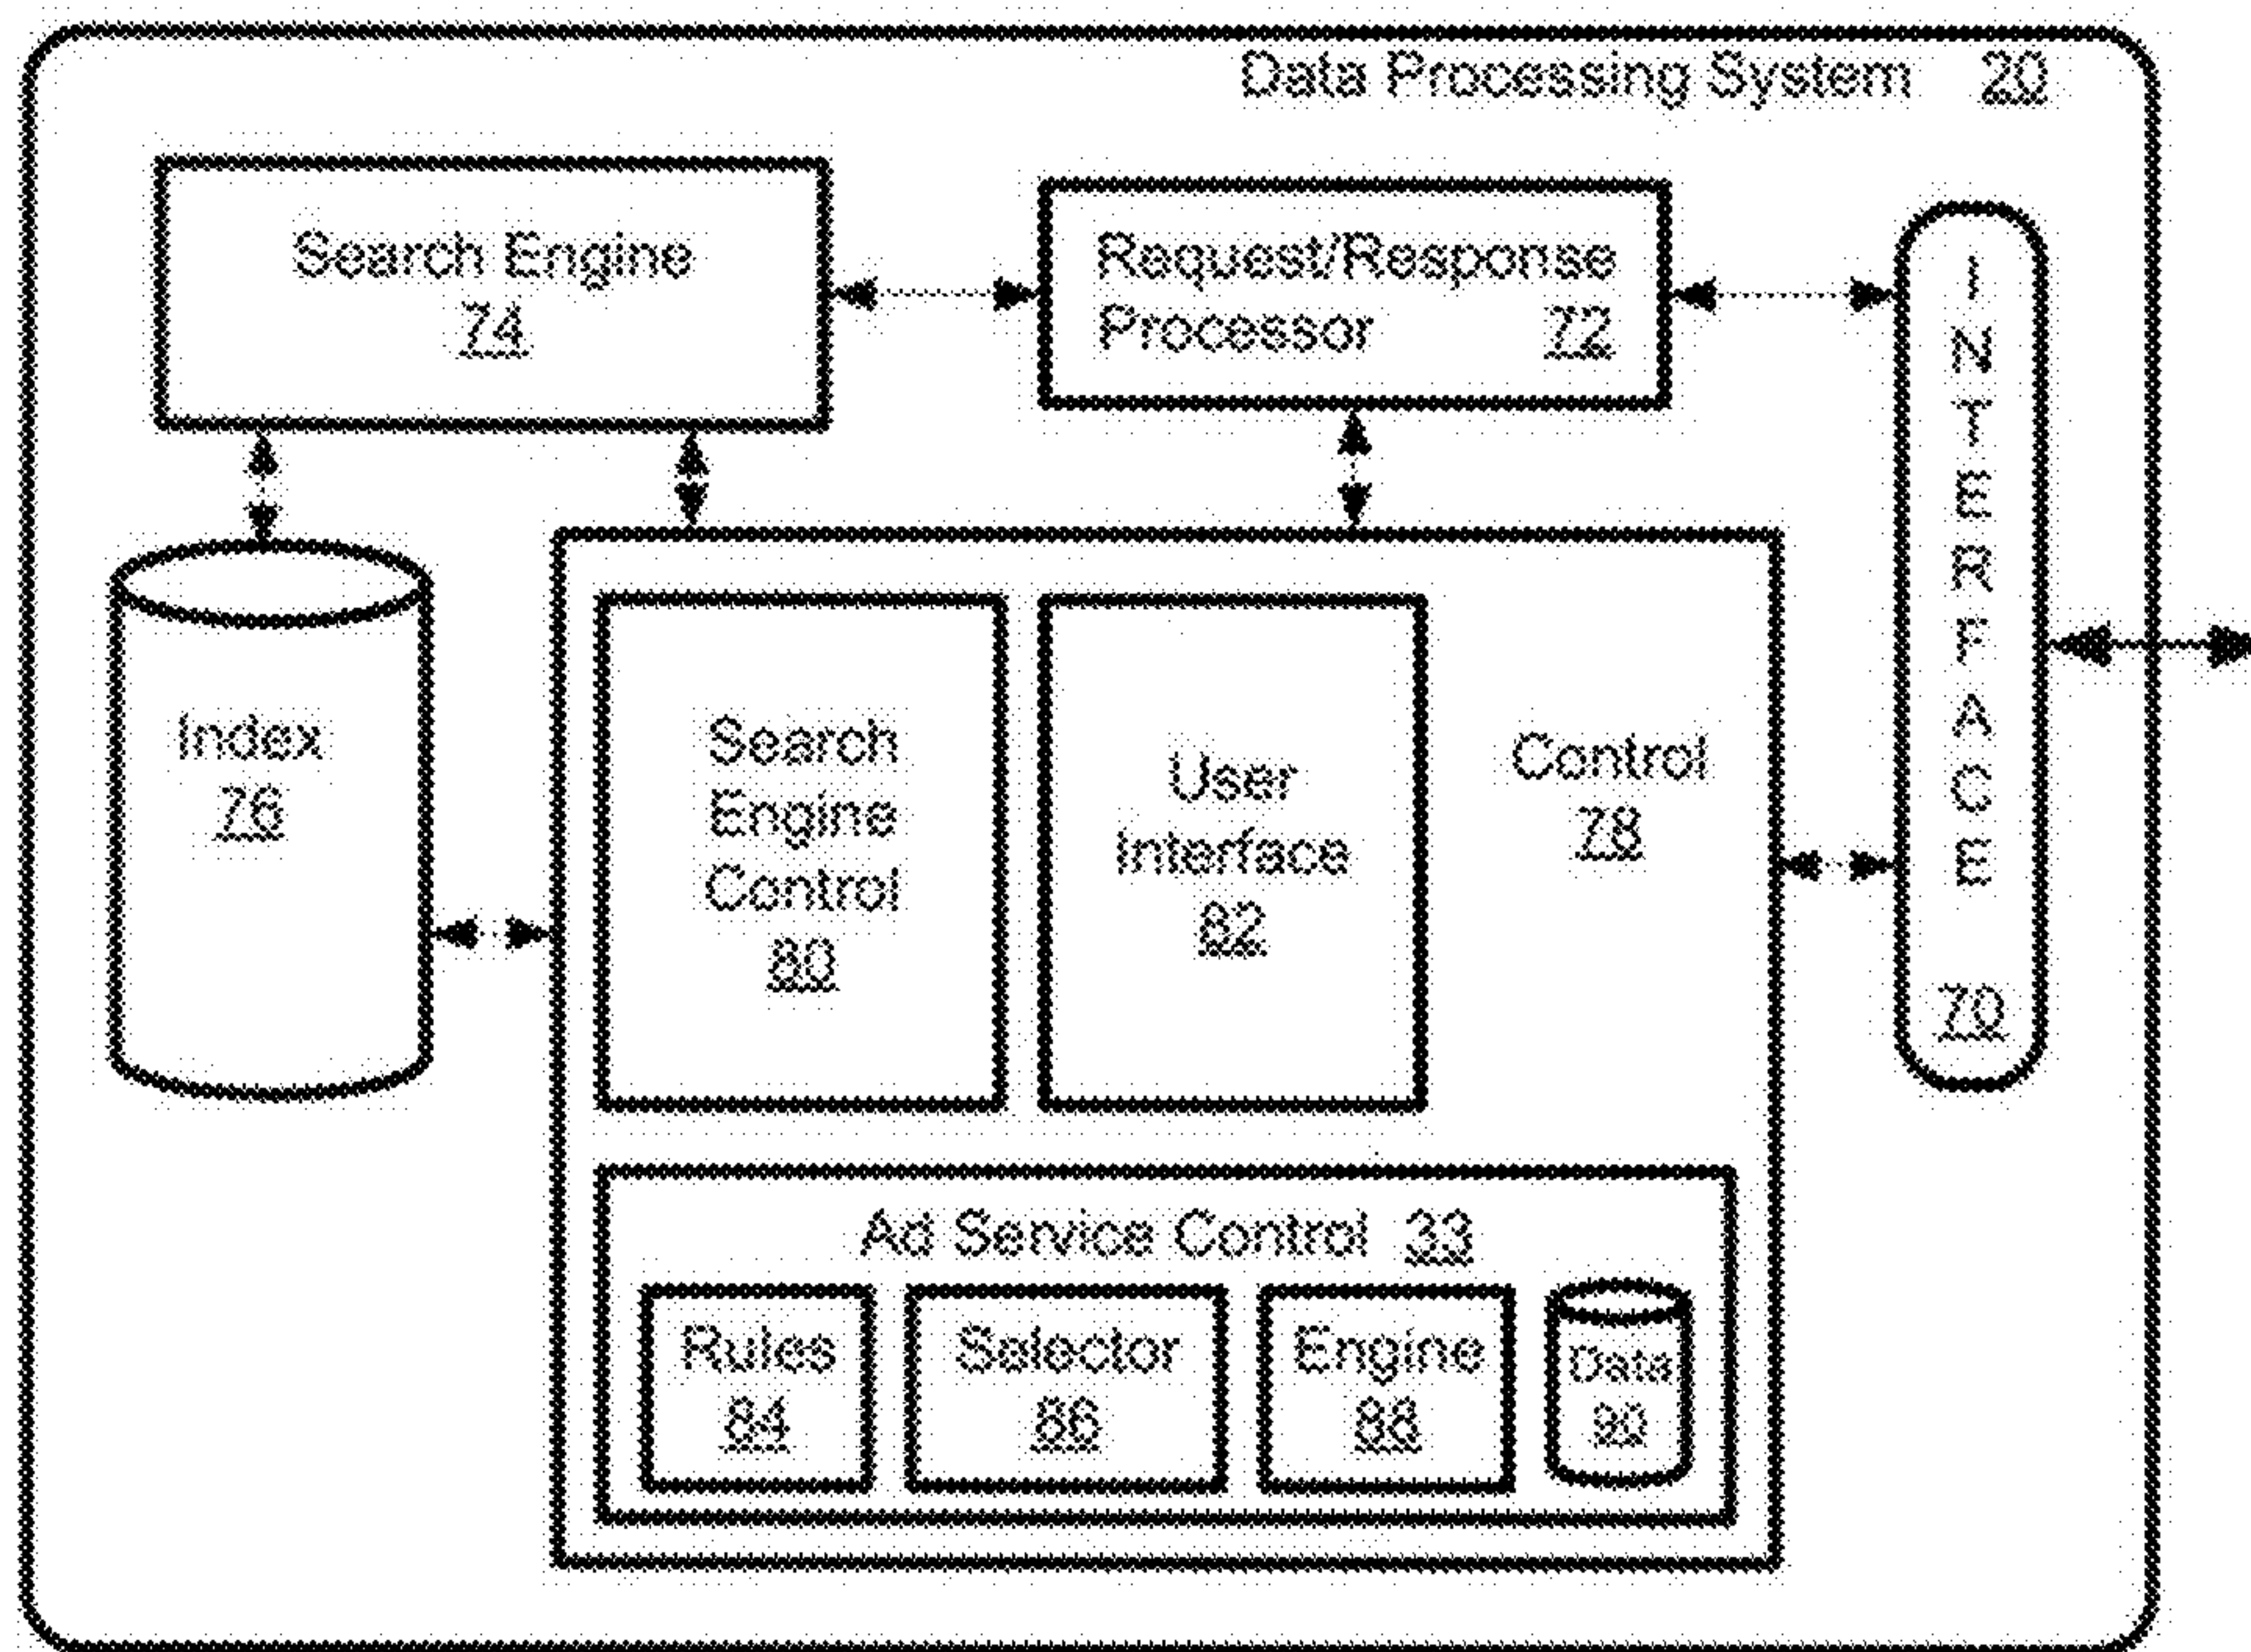 Data Processing System 20
Search Engine
74
Request/Response
Processor 72
INTERFACE
70
Index
76
Search
Engine
Control
80
User
Interface
82
Control
78
Ad Service Control 33
Rules
84
Selector
86
Engine
88
Data
90